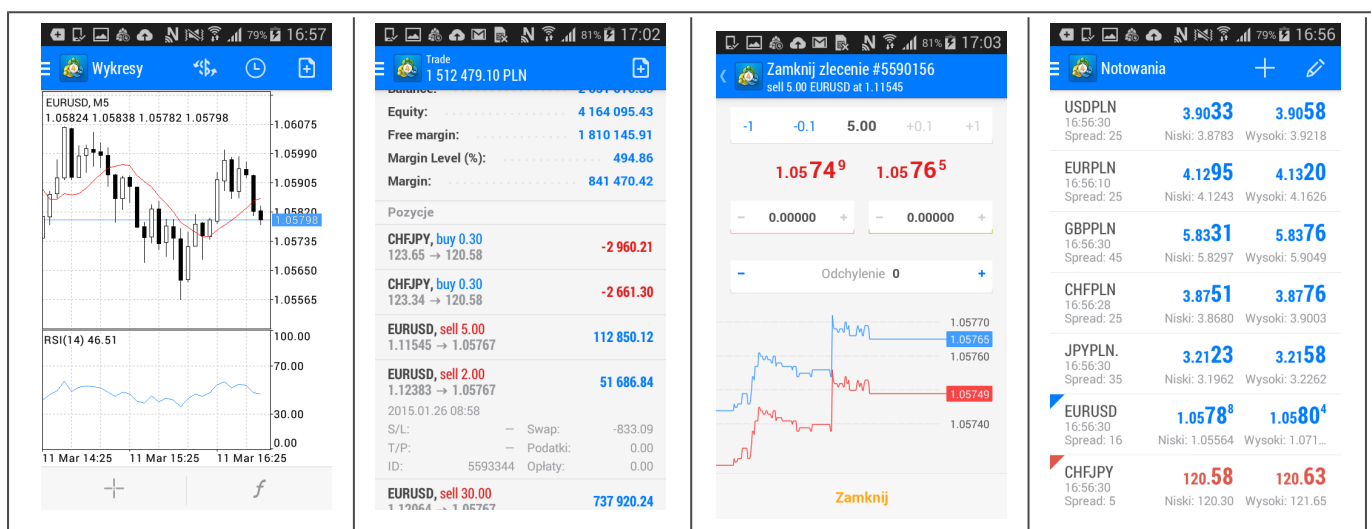 79% 16:57
Wykresy
EURUSD, M5
1.05824 1.05838 1.05782 1.05798
1.06075
1.05990
1.05905
1.05820
1.05798
1.05735
1.05650
1.05565
RSI(14) 46.51
100.00
70.00
30.00
0.00
11 Mar 14:25 11 Mar 15:25 11 Mar 16:25
f
81% 17:02
Trade
1 512 479.10 PLN
Equity: 4 164 095.43
Free margin: 1 810 145.91
Margin Level (%): 494.86
Margin: 841 470.42
Pozycje
CHFJPY, buy 0.30
123.65 → 120.58
-2 960.21
CHFJPY, buy 0.30
123.34 → 120.58
-2 661.30
EURUSD, sell 5.00
1.11545 → 1.05767
112 850.12
EURUSD, sell 2.00
1.12383 → 1.05767
51 686.84
2015.01.26 08:58
S/L: – Swap: -833.09
T/P: – Podatki: 0.00
ID: 5593344 Opłaty: 0.00
EURUSD, sell 30.00
1.12064 → 1.05767
737 920.24
81% 17:03
Zamknij zlecenie #5590156
sell 5.00 EURUSD at 1.11545
-1 -0.1 5.00 +0.1 +1
1.05749 1.05765
– 0.00000 + – 0.00000 +
– Odchylenie 0 +
1.05770
1.05765
1.05760
1.05749
1.05740
Zamknij
79% 16:56
Notowania
USDPLN
16:56:30
Spread: 25
3.9033 3.9058
Niski: 3.8783 Wysoki: 3.9218
EURPLN
16:56:10
Spread: 25
4.1295 4.1320
Niski: 4.1243 Wysoki: 4.1626
GBPPLN
16:56:30
Spread: 45
5.8331 5.8376
Niski: 5.8297 Wysoki: 5.9049
CHFPLN
16:56:28
Spread: 25
3.8751 3.8776
Niski: 3.8680 Wysoki: 3.9003
JPYPLN.
16:56:30
Spread: 35
3.2123 3.2158
Niski: 3.1962 Wysoki: 3.2262
EURUSD
16:56:30
Spread: 16
1.05788 1.05804
Niski: 1.05564 Wysoki: 1.071...
CHFJPY
16:56:30
Spread: 5
120.58 120.63
Niski: 120.30 Wysoki: 121.65